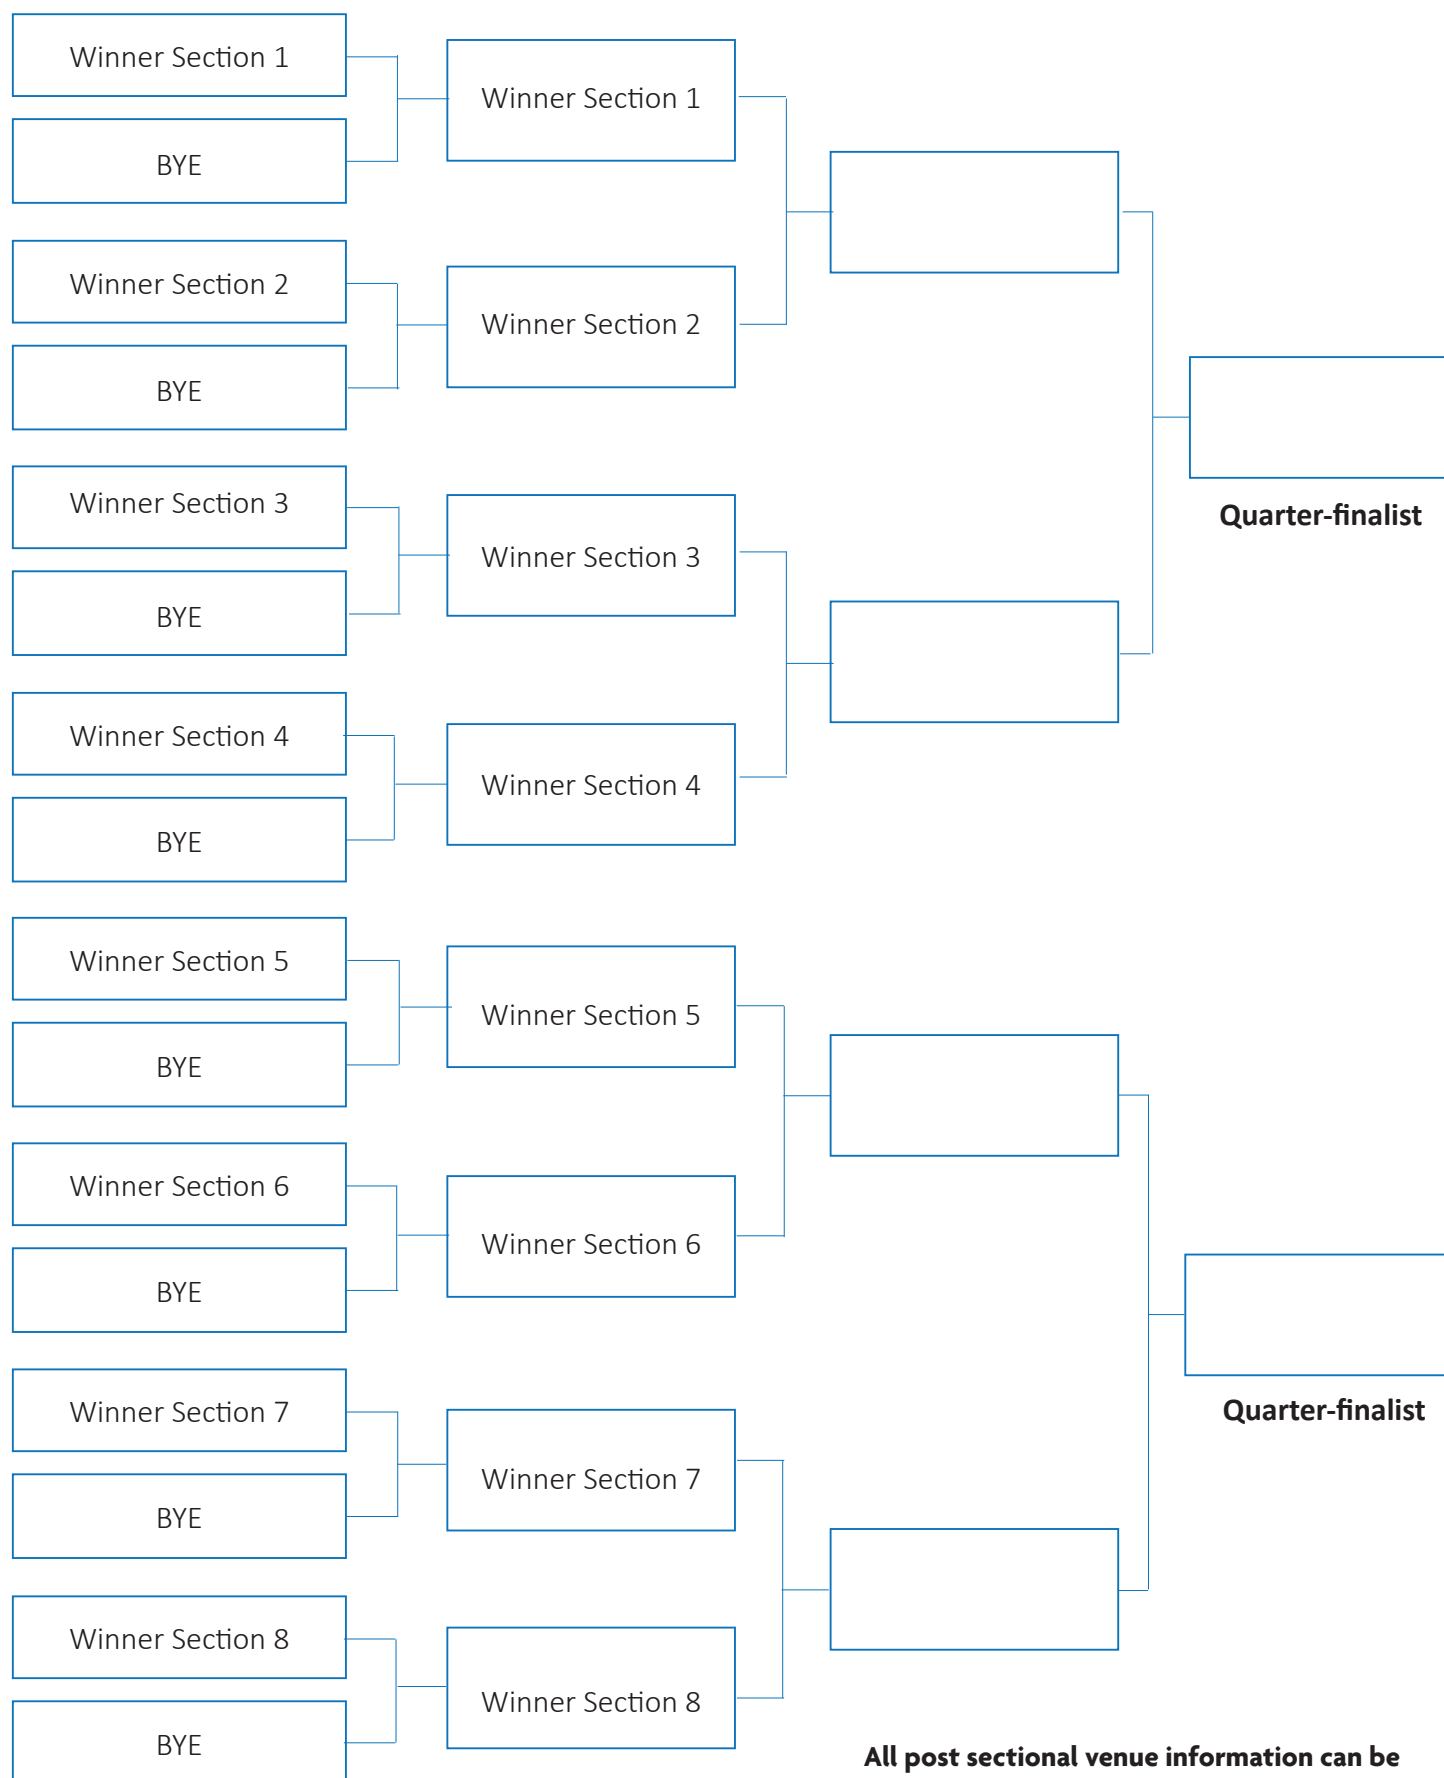 Winner Section 1
BYE
Winner Section 2
BYE
Winner Section 3
BYE
Winner Section 4
BYE
Winner Section 5
BYE
Winner Section 6
BYE
Winner Section 7
BYE
Winner Section 8
BYE
Winner Section 1
Winner Section 2
Winner Section 3
Winner Section 4
Winner Section 5
Winner Section 6
Winner Section 7
Winner Section 8
Quarter-finalist
Quarter-finalist
All post sectional venue information can be